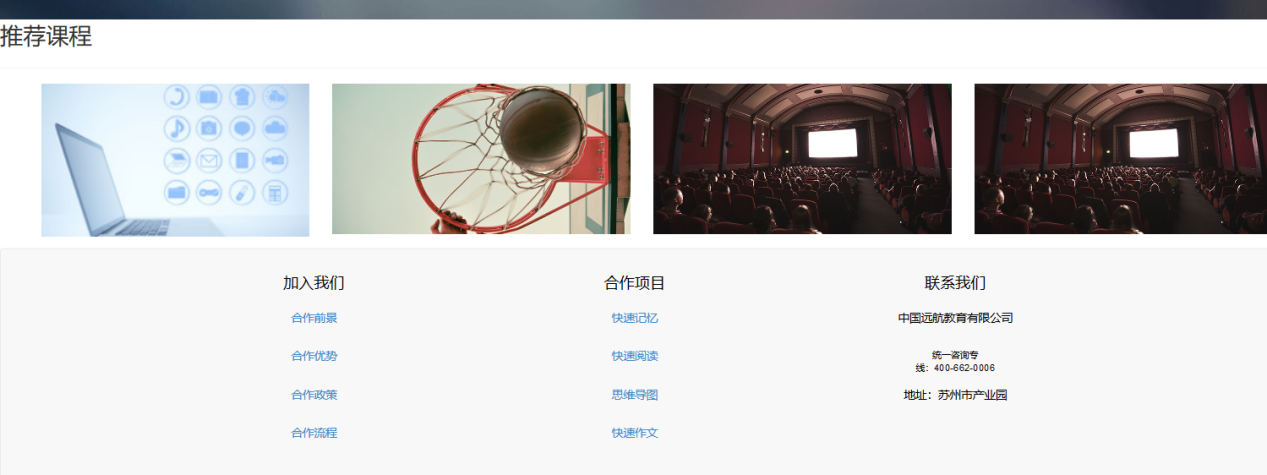 推荐课程
加入我们
合作项目
联系我们
合作前景
快速记忆
中国远航教育有限公司
合作优势
快速阅读
统一咨询专
线：400-662-0006
合作政策
思维导图
地址：苏州市产业园
合作流程
快速作文